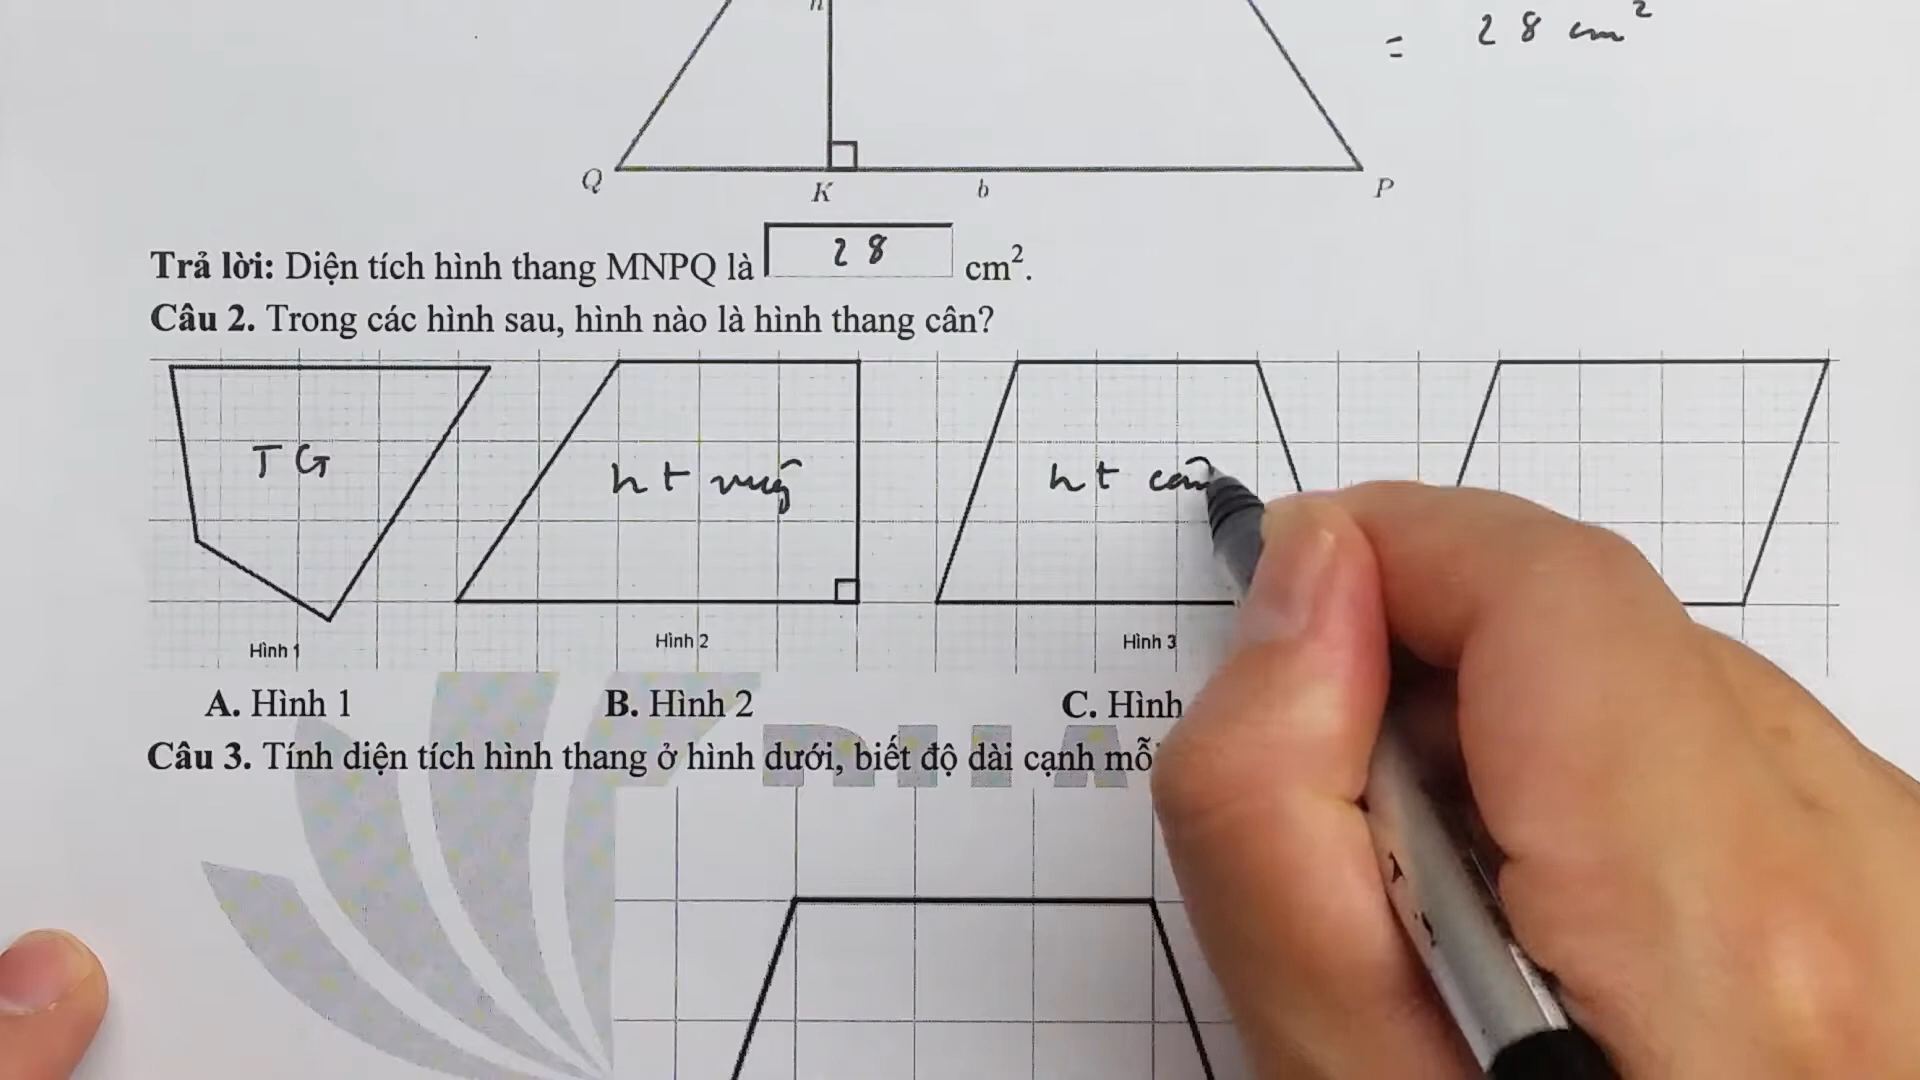 h
= 28 cm²
Q
K
b
P
Trả lời: Diện tích hình thang MNPQ là 28 cm².
Câu 2. Trong các hình sau, hình nào là hình thang cân?
TG
ht vuông
ht cân
Hình 1
Hình 2
Hình 3
A. Hình 1
B. Hình 2
C. Hình
Câu 3. Tính diện tích hình thang ở hình dưới, biết độ dài cạnh